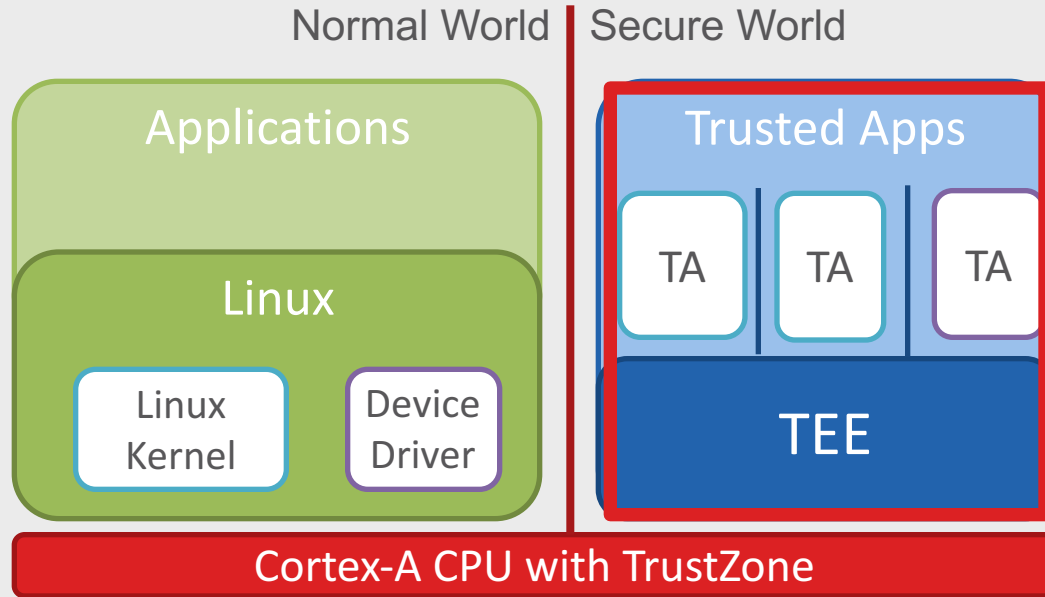 Normal World
Secure World
Applications
Linux
Linux
Kernel
Device
Driver
Trusted Apps
TA
TA
TA
TEE
Cortex-A CPU with TrustZone